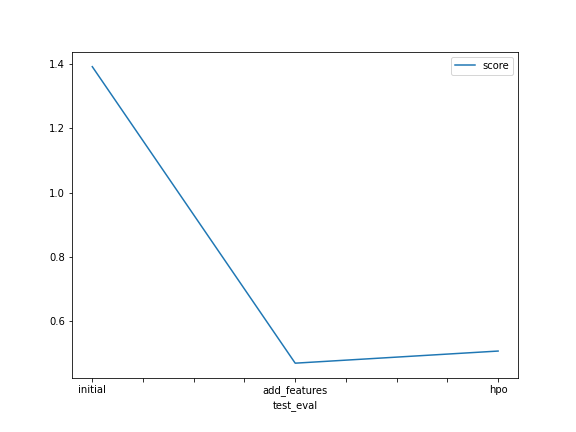 score
1.4
1.2
1.0
0.8
0.6
initial
add_features
hpo
test_eval